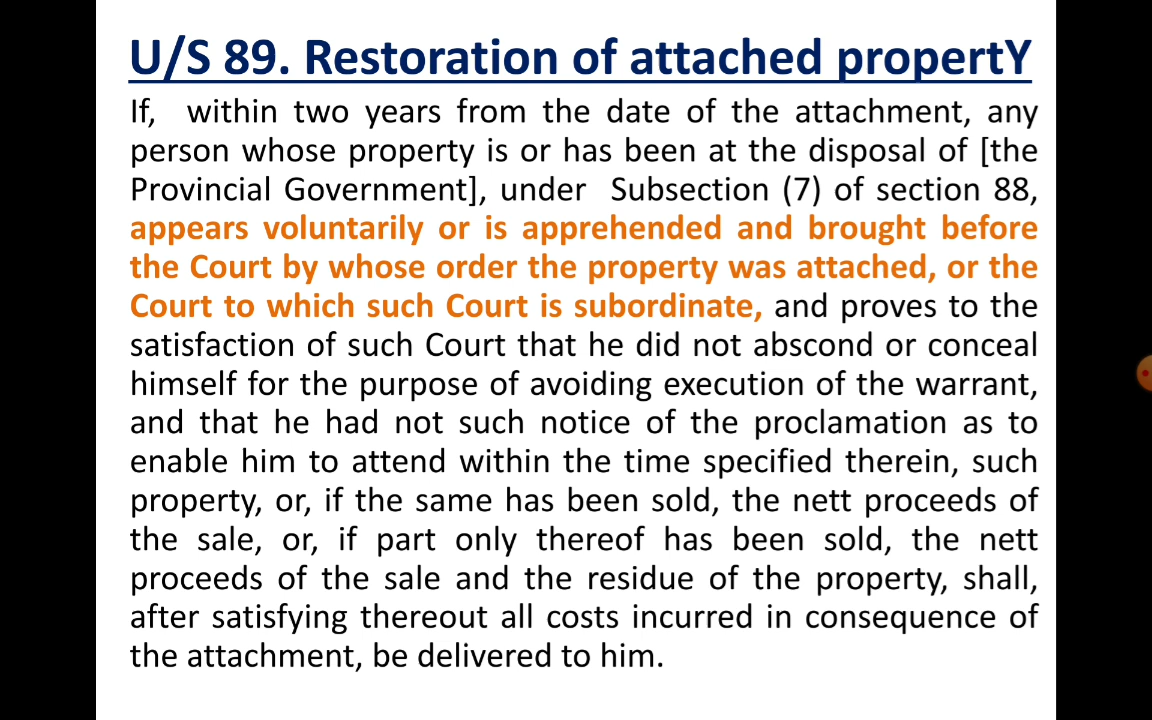 U/S 89. Restoration of attached propertY
If, within two years from the date of the attachment, any
person whose property is or has been at the disposal of [the
Provincial Government], under Subsection (7) of section 88,
appears voluntarily or is apprehended and brought before
the Court by whose order the property was attached, or the
Court to which such Court is subordinate, and proves to the
satisfaction of such Court that he did not abscond or conceal
himself for the purpose of avoiding execution of the warrant,
and that he had not such notice of the proclamation as to
enable him to attend within the time specified therein, such
property, or, if the same has been sold, the nett proceeds of
the sale, or, if part only thereof has been sold, the nett
proceeds of the sale and the residue of the property, shall,
after satisfying thereout all costs incurred in consequence of
the attachment, be delivered to him.